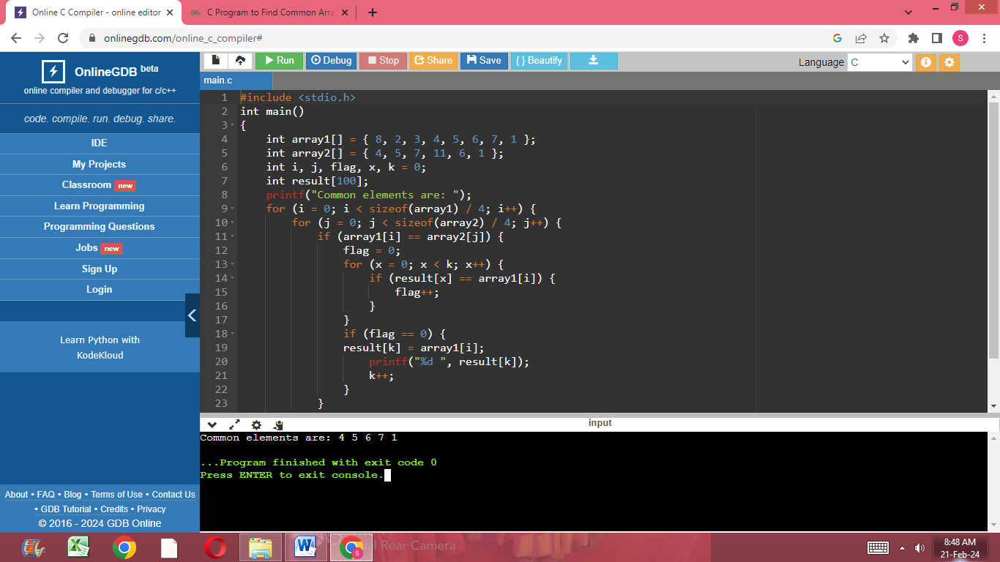 Online C Compiler - online editor
C Program to Find Common Arra
onlinegdb.com/online_c_compiler#
S
OnlineGDB beta
online compiler and debugger for c/c++
code. compile. run. debug. share.
IDE
My Projects
Classroom new
Learn Programming
Programming Questions
Jobs new
Sign Up
Login
Learn Python with
KodeKloud
About • FAQ • Blog • Terms of Use • Contact Us
• GDB Tutorial • Credits • Privacy
© 2016 - 2024 GDB Online
Run Debug Stop Share Save { } Beautify
Language C
main.c
1 #include <stdio.h>
2 int main()
3 {
4 int array1[] = { 8, 2, 3, 4, 5, 6, 7, 1 };
5 int array2[] = { 4, 5, 7, 11, 6, 1 };
6 int i, j, flag, x, k = 0;
7 int result[100];
8 printf("Common elements are: ");
9 for (i = 0; i < sizeof(array1) / 4; i++) {
10 for (j = 0; j < sizeof(array2) / 4; j++) {
11 if (array1[i] == array2[j]) {
12 flag = 0;
13 for (x = 0; x < k; x++) {
14 if (result[x] == array1[i]) {
15 flag++;
16 }
17 }
18 if (flag == 0) {
19 result[k] = array1[i];
20 printf("%d ", result[k]);
21 k++;
22 }
23 }
input
Common elements are: 4 5 6 7 1
...Program finished with exit code 0
Press ENTER to exit console.
Rear Camera
8:48 AM
21-Feb-24